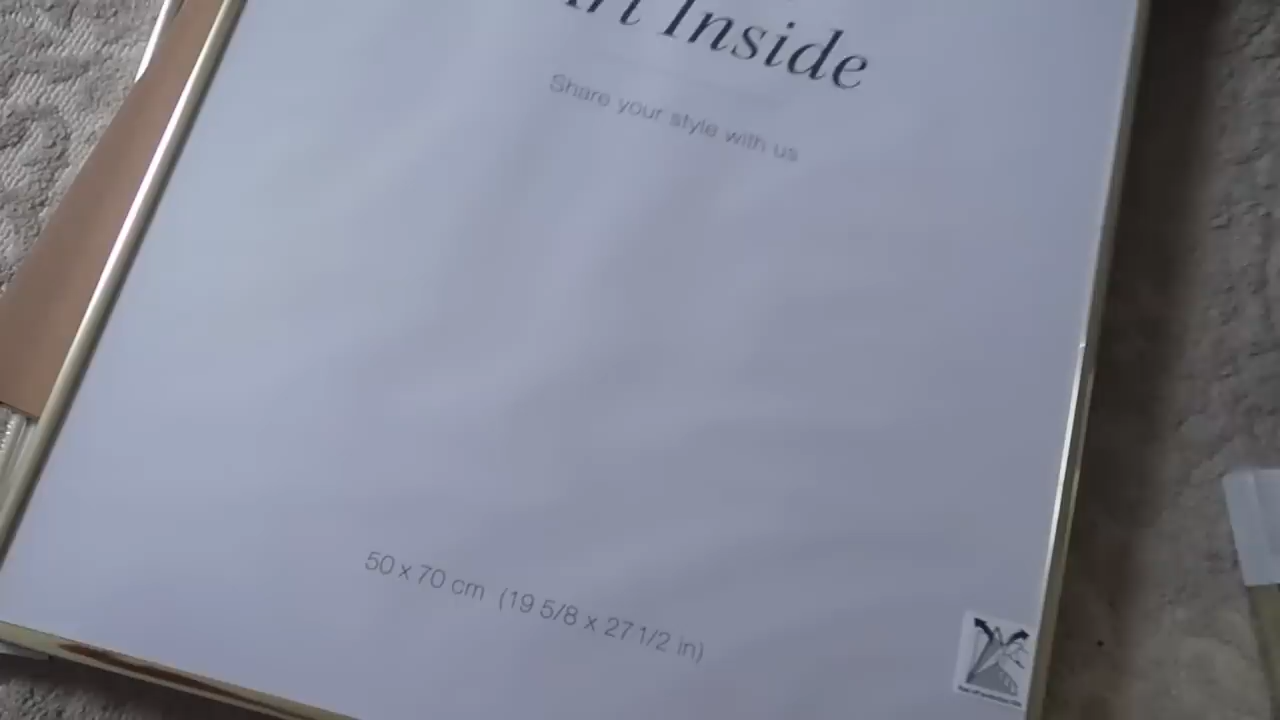 Inside
Share your style with us
50 x 70 cm (19 5/8 x 27 1/2 in)